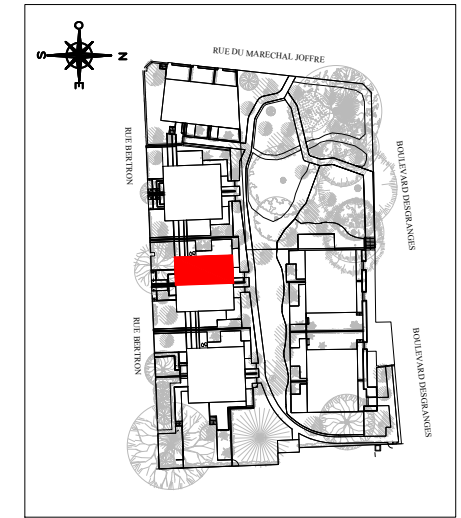 O
S
N
E
RUE DU MARECHAL JOFFRE
RUE BERTRON
BOULEVARD DESGRANGES
RUE BERTRON
BOULEVARD DESGRANGES